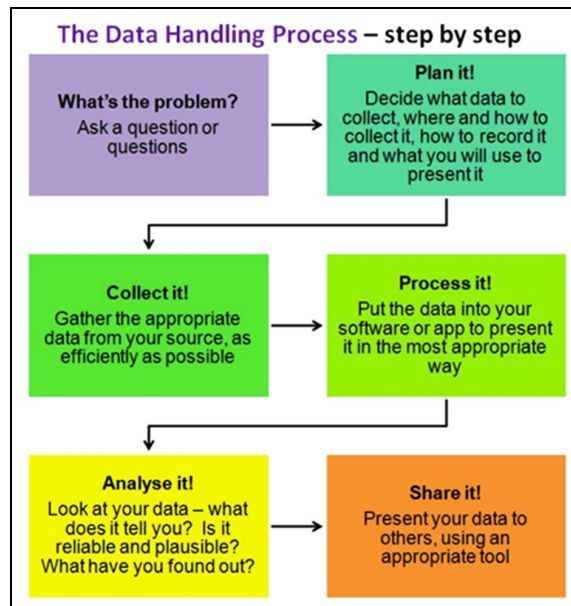 The Data Handling Process – step by step
What's the problem?
Ask a question or
questions
Plan it!
Decide what data to
collect, where and how to
collect it, how to record it
and what you will use to
present it
Collect it!
Gather the appropriate
data from your source, as
efficiently as possible
Process it!
Put the data into your
software or app to present
it in the most appropriate
way
Analyse it!
Look at your data – what
does it tell you?  Is it
reliable and plausible?
What have you found out?
Share it!
Present your data to
others, using an
appropriate tool